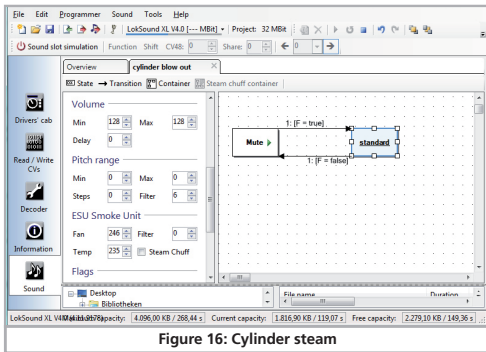 File Edit Programmer Sound Tools Help
LokSound XL V4.0 [--- MBit] Project: 32 MBit
Sound slot simulation Function Shift CV48: 0 Share: 0 0
Overview cylinder blow out
State Transition Container Steam chuff container
Drivers' cab
Read / Write CVs
Decoder
Information
Sound
Volume
Min 128 Max 128
Delay 0
Pitch range
Min 0 Max 0
Steps 0 Filter 6
ESU Smoke Unit
Fan 246 Filter 0
Temp 235 Steam Chuff
Flags
1: [F = true]
Mute standard
1: [F = false]
Desktop
Bibliotheken
File name Duration
4.096,00 KB / 268,44 s Current capacity: 1.816,90 KB / 119,07 s Free capacity: 2.279,10 KB / 149,36 s
Figure 16: Cylinder steam